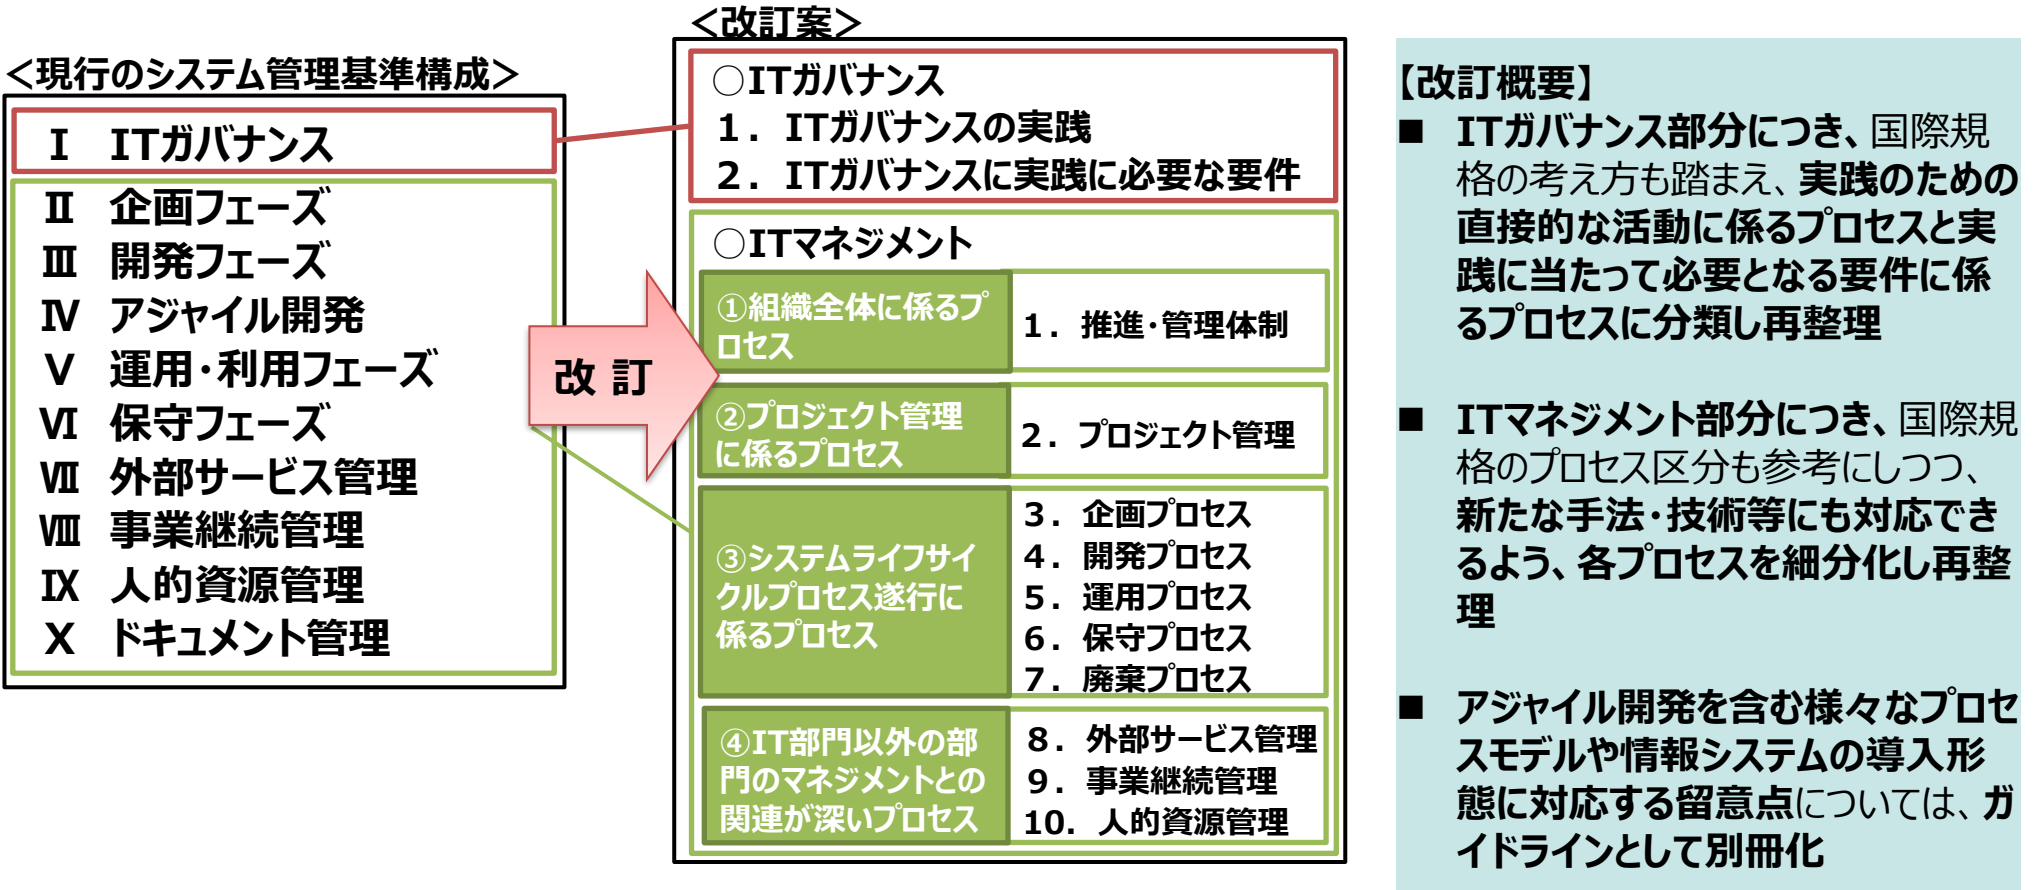 ＜現行のシステム管理基準構成＞
Ⅰ ITガバナンス
Ⅱ 企画フェーズ
Ⅲ 開発フェーズ
Ⅳ アジャイル開発
Ⅴ 運用・利用フェーズ
Ⅵ 保守フェーズ
Ⅶ 外部サービス管理
Ⅷ 事業継続管理
Ⅸ 人的資源管理
Ⅹ ドキュメント管理
改 訂
＜改訂案＞
○ITガバナンス
１．ITガバナンスの実践
２．ITガバナンスに実践に必要な要件
○ITマネジメント
①組織全体に係るプ
ロセス
１．推進・管理体制
②プロジェクト管理
に係るプロセス
２．プロジェクト管理
③システムライフサイ
クルプロセス遂行に
係るプロセス
３．企画プロセス
４．開発プロセス
５．運用プロセス
６．保守プロセス
７．廃棄プロセス
④IT部門以外の部
門のマネジメントとの
関連が深いプロセス
８．外部サービス管理
９．事業継続管理
10．人的資源管理
【改訂概要】
■ ITガバナンス部分につき、国際規
格の考え方も踏まえ、実践のための
直接的な活動に係るプロセスと実
践に当たって必要となる要件に係
るプロセスに分類し再整理
■ ITマネジメント部分につき、国際規
格のプロセス区分も参考にしつつ、
新たな手法・技術等にも対応でき
るよう、各プロセスを細分化し再整
理
■ アジャイル開発を含む様々なプロセ
スモデルや情報システムの導入形
態に対応する留意点については、ガ
イドラインとして別冊化